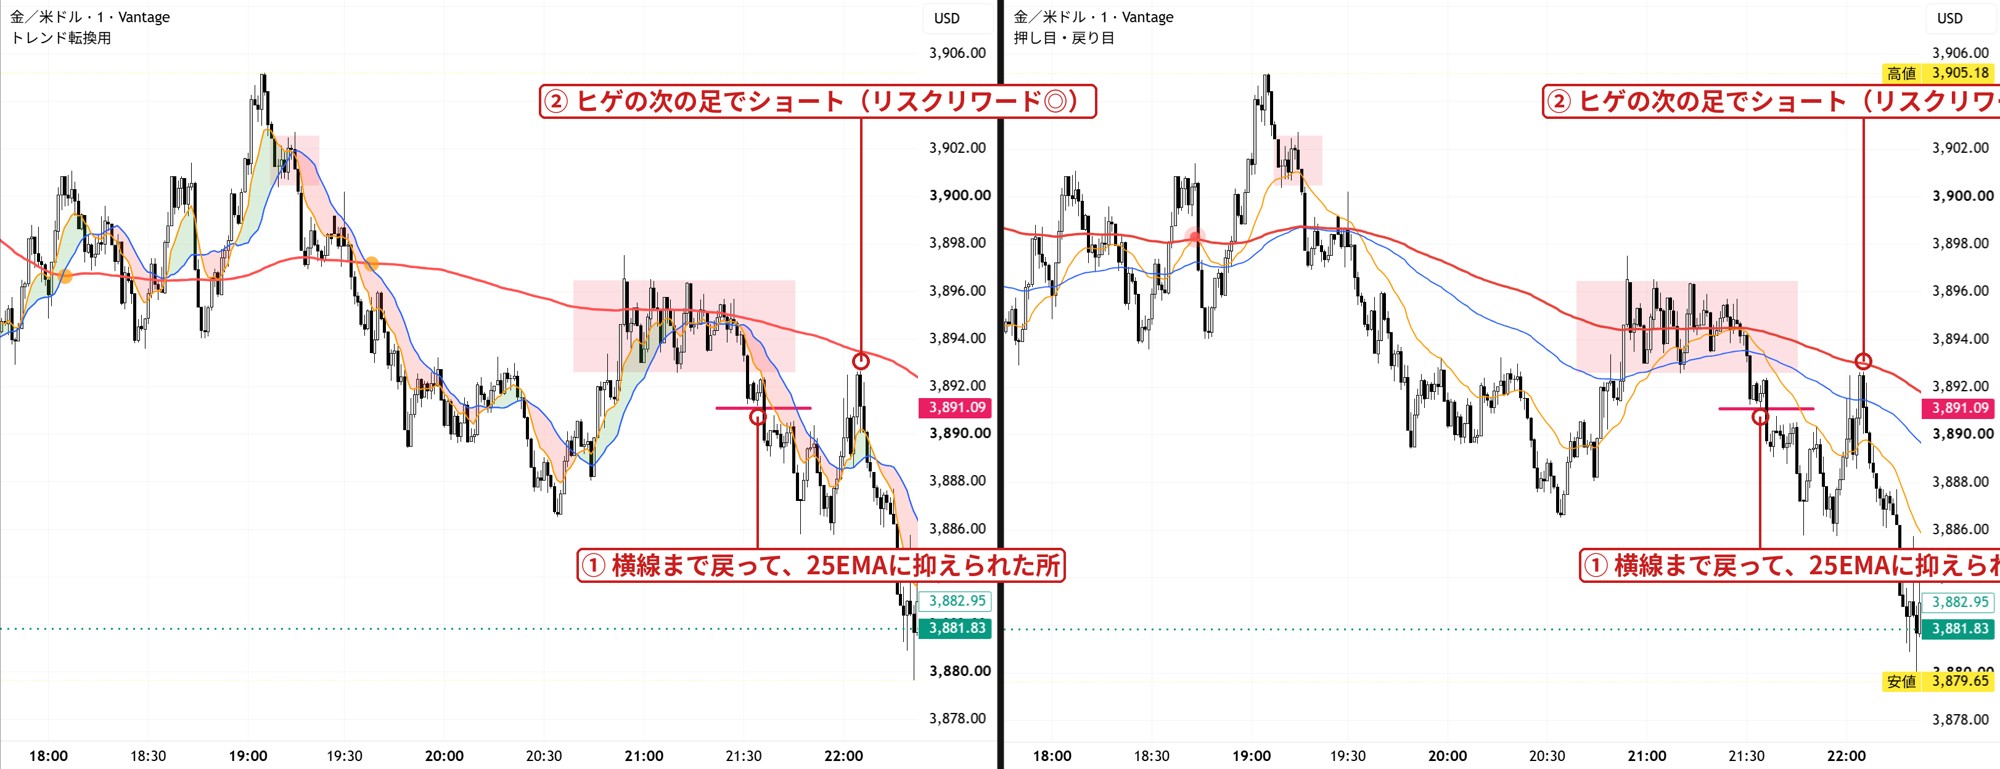 金／米ドル・1・Vantage
トレンド転換用
USD
3,906.00
② ヒゲの次の足でショート（リスクリワード◎）
3,902.00
3,900.00
3,898.00
3,896.00
3,894.00
3,892.00
3,891.09
3,890.00
3,888.00
3,886.00
① 横線まで戻って、25EMAに抑えられた所
3,882.95
3,881.83
3,880.00
3,878.00
18:00 18:30 19:00 19:30 20:00 20:30 21:00 21:30 22:00
金／米ドル・1・Vantage
押し目・戻り目
USD
3,906.00
高値 3,905.18
② ヒゲの次の足でショート（リスクリワ
3,902.00
3,900.00
3,898.00
3,896.00
3,894.00
3,892.00
3,891.09
3,890.00
3,888.00
3,886.00
① 横線まで戻って、25EMAに抑えら
3,882.95
3,881.83
3,880.00
安値 3,879.65
3,878.00
18:00 18:30 19:00 19:30 20:00 20:30 21:00 21:30 22:00